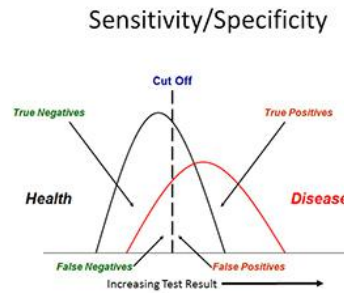 Sensitivity/Specificity
Cut Off
True Negatives
True Positives
Health
Disease
False Negatives
False Positives
Increasing Test Result